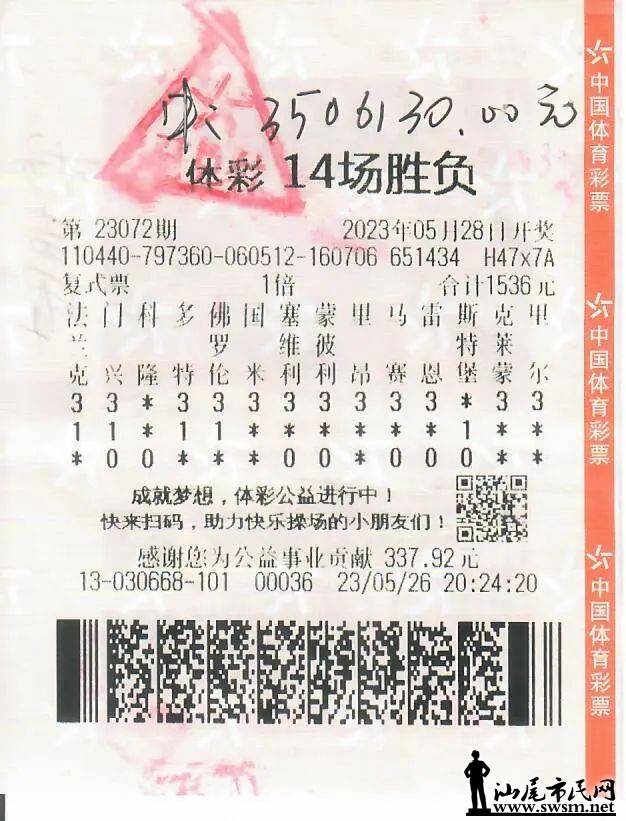 中: 3506130.00元
体彩 14场胜负
第 23072期 2023年05月28日开奖
110440-797360-060512-160706 651434 H47x7A
复式票 1倍 合计1536 元
法 门 科 多 佛 国 塞 蒙 里 马 雷 斯 克 里
兰 罗 维 彼 特 莱
克 兴 隆 特 伦 米 利 利 昂 赛 恩 堡 蒙 尔
3 3 * 3 3 3 3 3 3 3 3 * 3 3
1 1 * 1 1 * * * * * * 1 * *
* 0 0 * * * 0 0 * 0 0 0 * *
成就梦想，体彩公益进行中！
快来扫码，助力快乐操场的小朋友们！
感谢您为公益事业贡献 337.92元
13-030668-101 00036 23/05/26 20:24:20
中国体育彩票
中国体育彩票
中国体育彩票
汕尾市民网
www.swsm.net